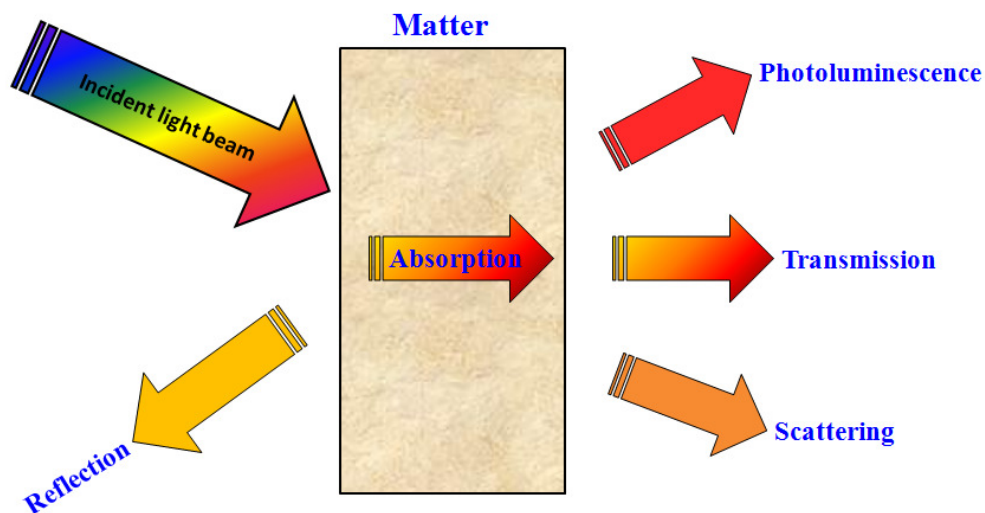 Matter
Incident light beam
Photoluminescence
Absorption
Transmission
Reflection
Scattering